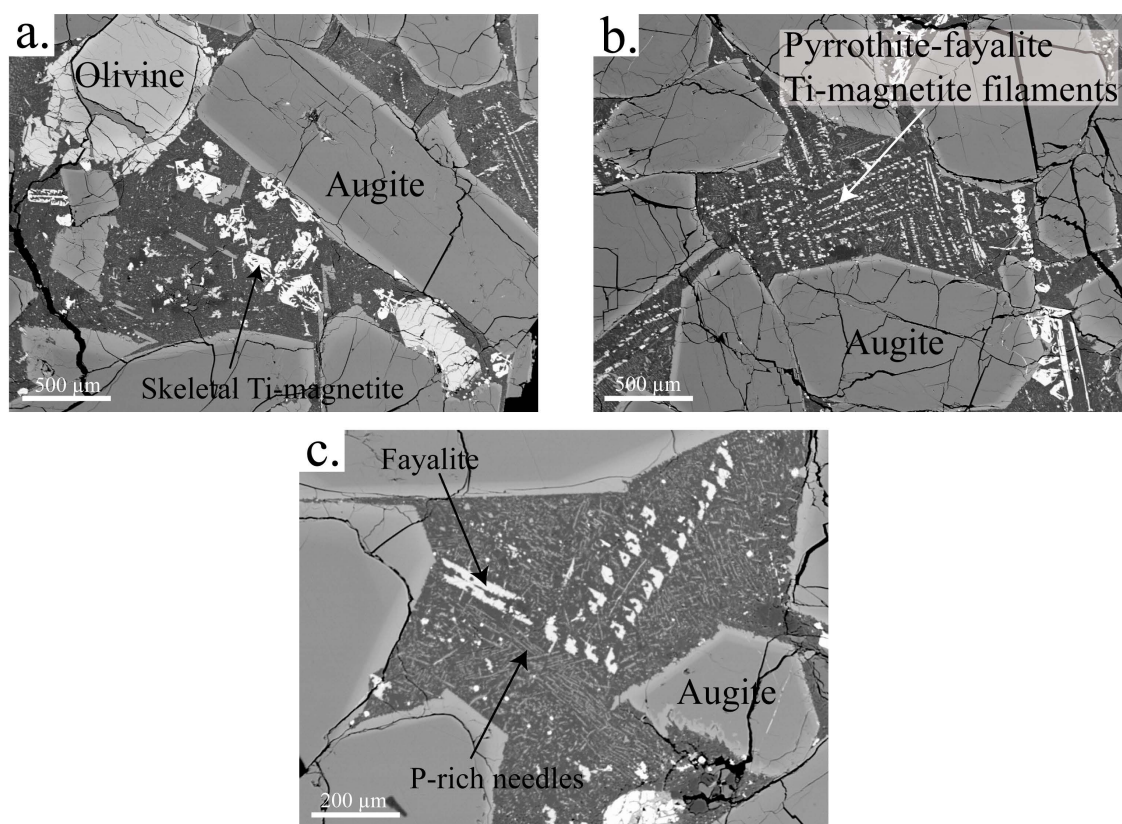 a.
Olivine
Augite
Skeletal Ti-magnetite
500 µm
b.
Pyrrothite-fayalite
Ti-magnetite filaments
Augite
500 µm
c.
Fayalite
Augite
P-rich needles
200 µm